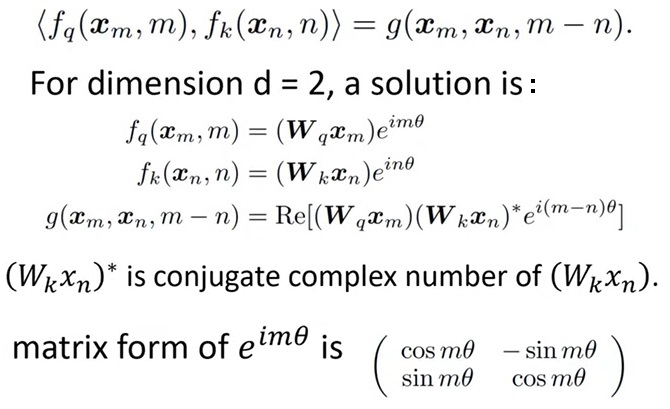 ⟨f_q(x_m, m), f_k(x_n, n)⟩ = g(x_m, x_n, m − n).
For dimension d = 2, a solution is:
f_q(x_m, m) = (W_q x_m)e^{imθ}
f_k(x_n, n) = (W_k x_n)e^{inθ}
g(x_m, x_n, m − n) = Re[(W_q x_m)(W_k x_n)^* e^{i(m−n)θ}]
(W_k x_n)^* is conjugate complex number of (W_k x_n).
matrix form of e^{imθ} is ( cos mθ − sin mθ
sin mθ cos mθ )